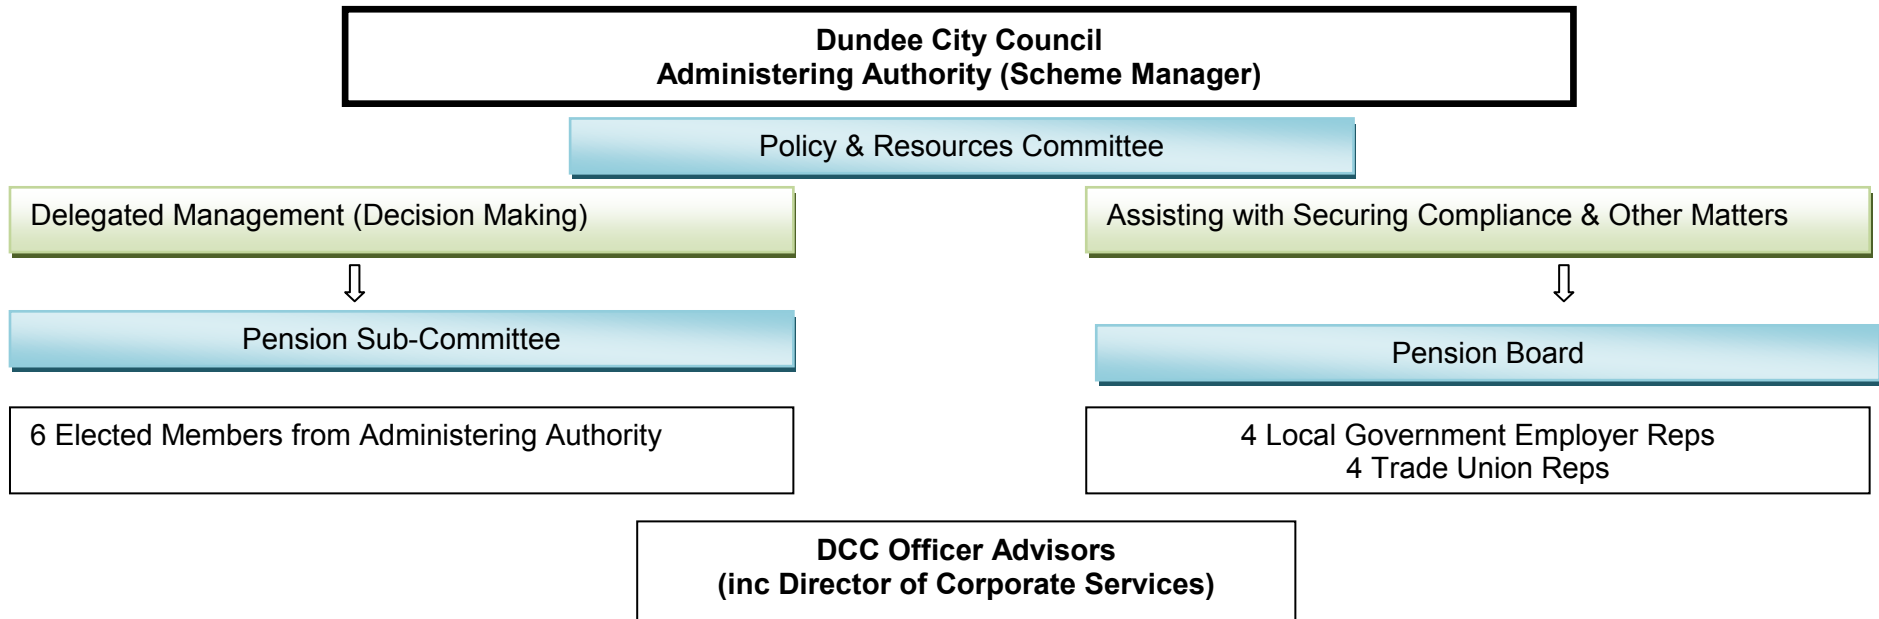 Dundee City Council
Administering Authority (Scheme Manager)
Policy & Resources Committee
Delegated Management (Decision Making)
Assisting with Securing Compliance & Other Matters
Pension Sub-Committee
Pension Board
6 Elected Members from Administering Authority
4 Local Government Employer Reps
4 Trade Union Reps
DCC Officer Advisors
(inc Director of Corporate Services)